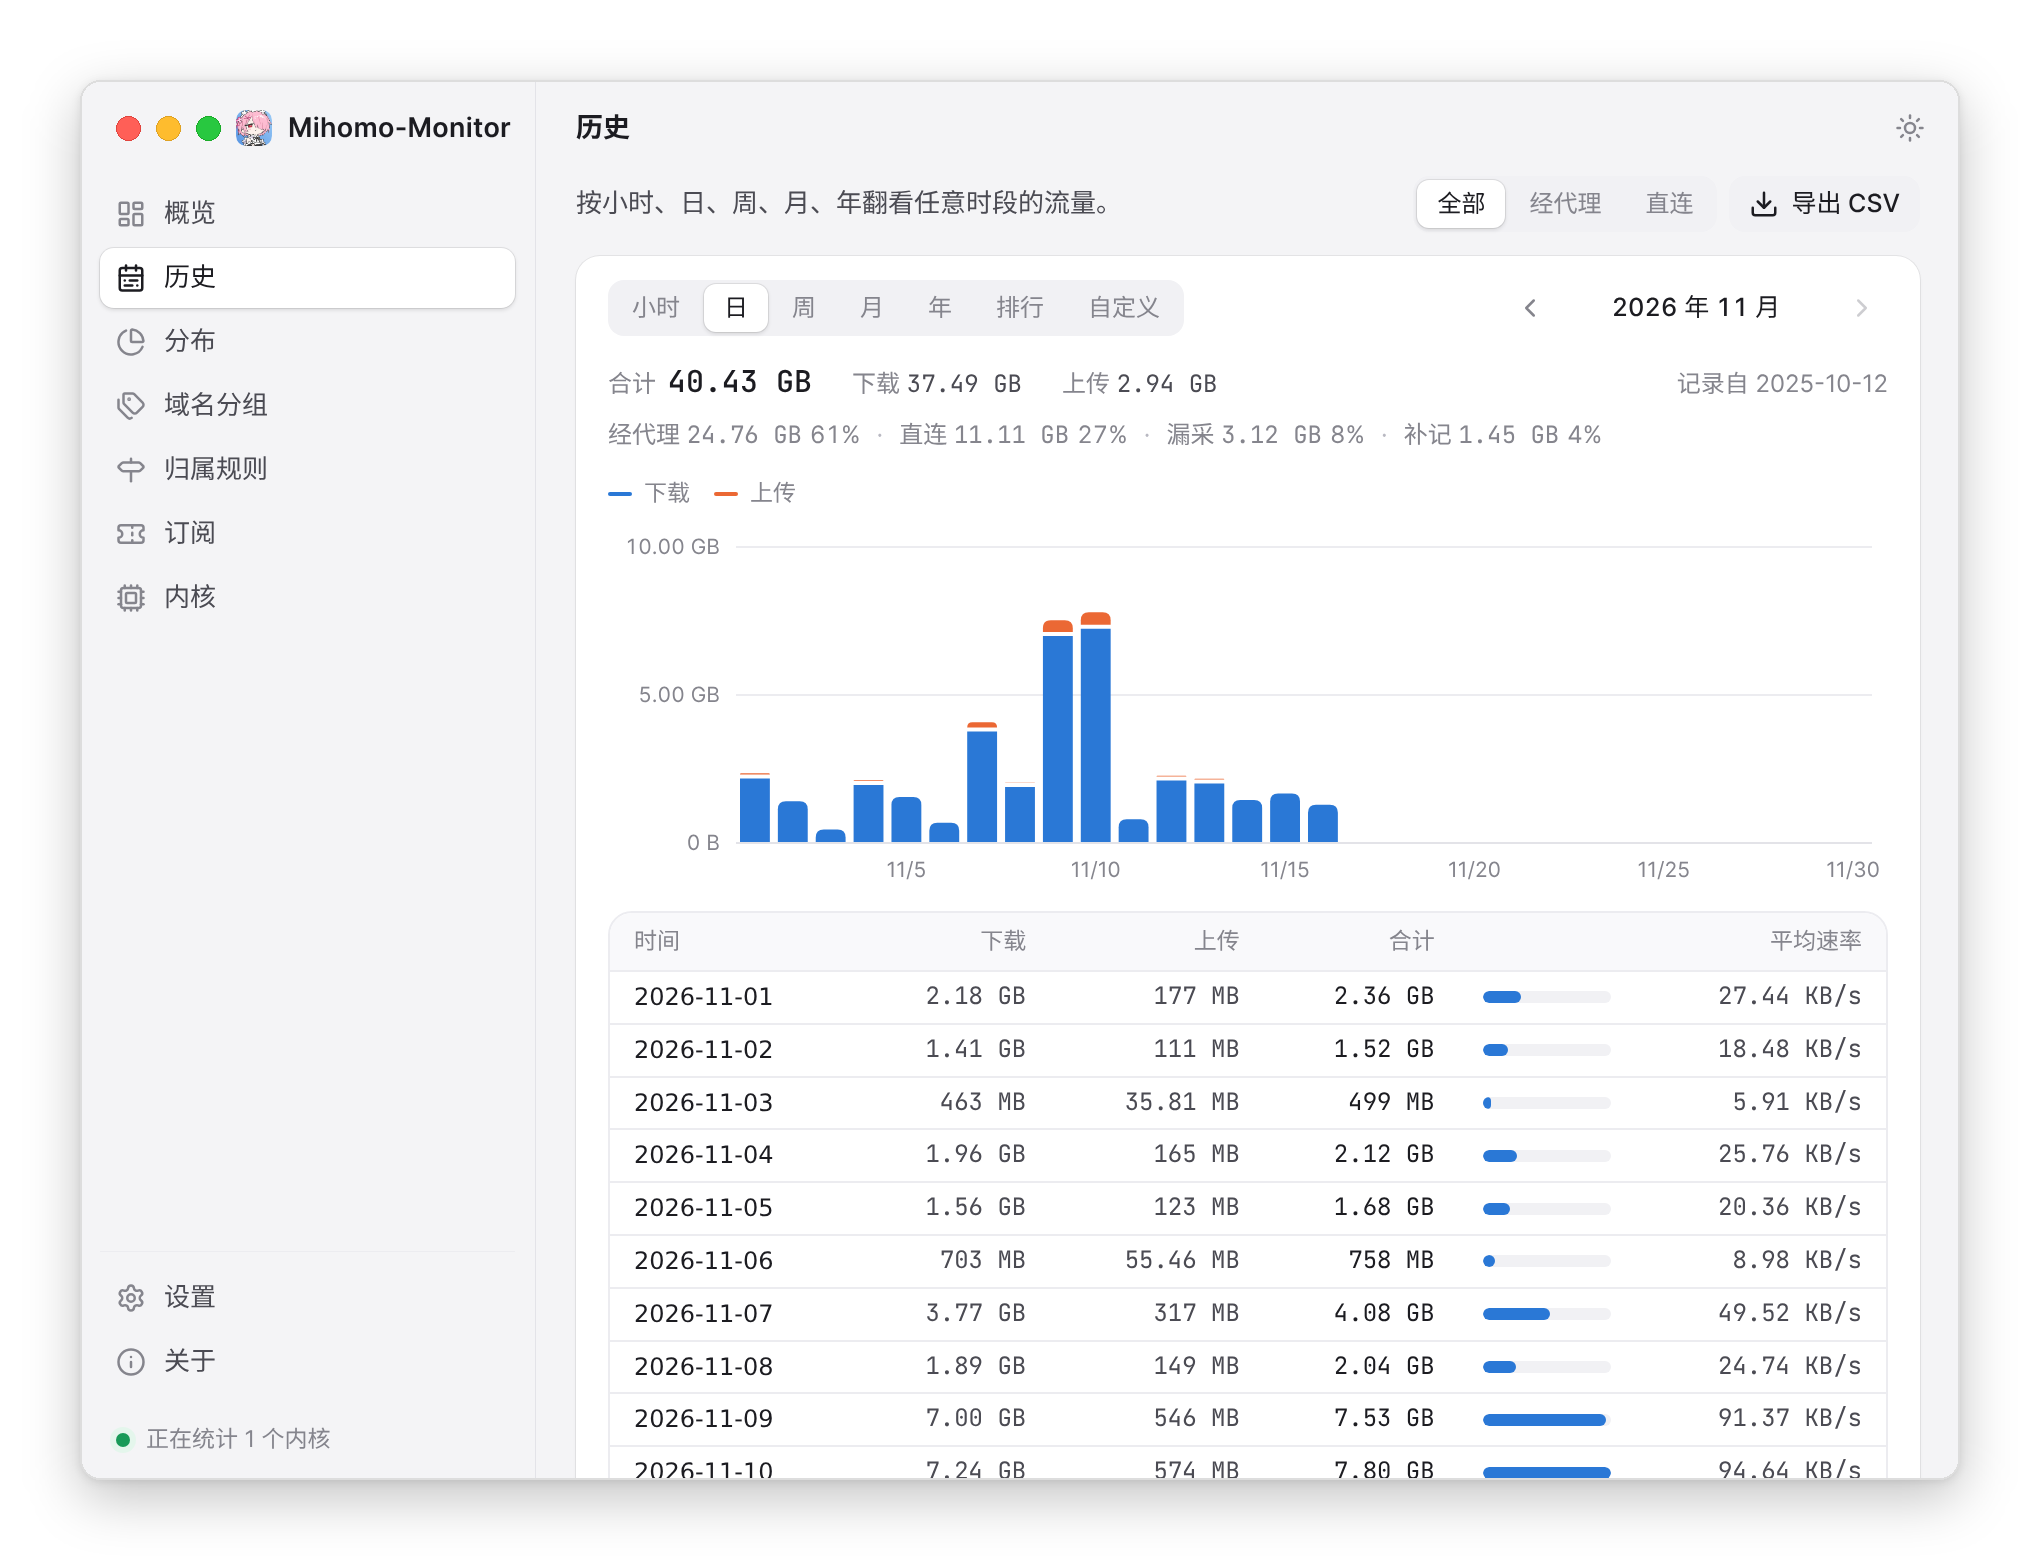 Mihomo-Monitor
概览
历史
分布
域名分组
归属规则
订阅
内核
设置
关于
正在统计 1 个内核
历史
按小时、日、周、月、年翻看任意时段的流量。
全部 经代理 直连 导出 CSV
小时 日 周 月 年 排行 自定义 2026 年 11 月
合计 40.43 GB 下载 37.49 GB 上传 2.94 GB 记录自 2025-10-12
经代理 24.76 GB 61% · 直连 11.11 GB 27% · 漏采 3.12 GB 8% · 补记 1.45 GB 4%
下载 上传
10.00 GB
5.00 GB
0 B
11/5 11/10 11/15 11/20 11/25 11/30
时间 下载 上传 合计 平均速率
2026-11-01 2.18 GB 177 MB 2.36 GB 27.44 KB/s
2026-11-02 1.41 GB 111 MB 1.52 GB 18.48 KB/s
2026-11-03 463 MB 35.81 MB 499 MB 5.91 KB/s
2026-11-04 1.96 GB 165 MB 2.12 GB 25.76 KB/s
2026-11-05 1.56 GB 123 MB 1.68 GB 20.36 KB/s
2026-11-06 703 MB 55.46 MB 758 MB 8.98 KB/s
2026-11-07 3.77 GB 317 MB 4.08 GB 49.52 KB/s
2026-11-08 1.89 GB 149 MB 2.04 GB 24.74 KB/s
2026-11-09 7.00 GB 546 MB 7.53 GB 91.37 KB/s
2026-11-10 7.24 GB 574 MB 7.80 GB 94.64 KB/s